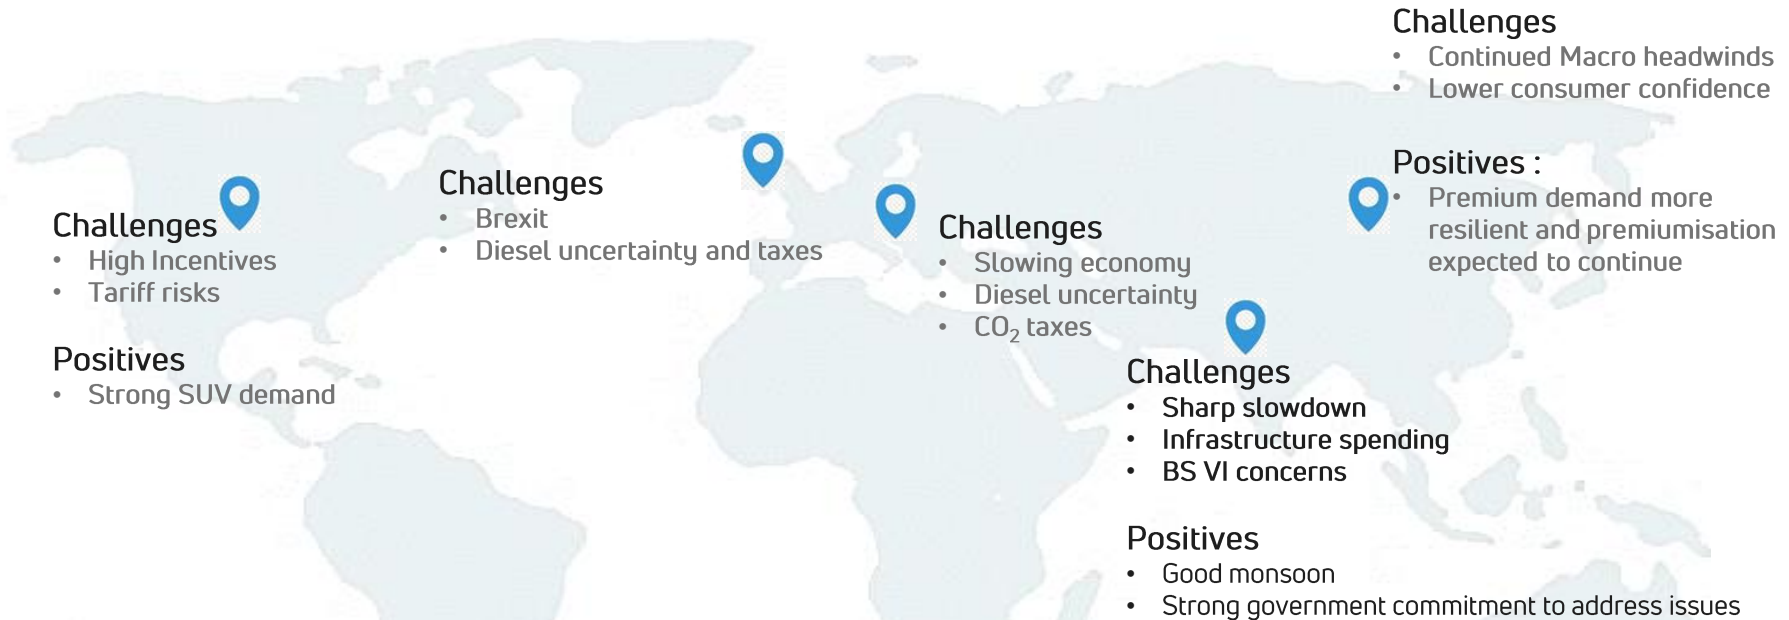 Challenges
• High Incentives
• Tariff risks
Positives
• Strong SUV demand
Challenges
• Brexit
• Diesel uncertainty and taxes
Challenges
• Slowing economy
• Diesel uncertainty
• CO₂ taxes
Challenges
• Continued Macro headwinds
• Lower consumer confidence
Positives :
• Premium demand more
resilient and premiumisation
expected to continue
Challenges
• Sharp slowdown
• Infrastructure spending
• BS VI concerns
Positives
• Good monsoon
• Strong government commitment to address issues